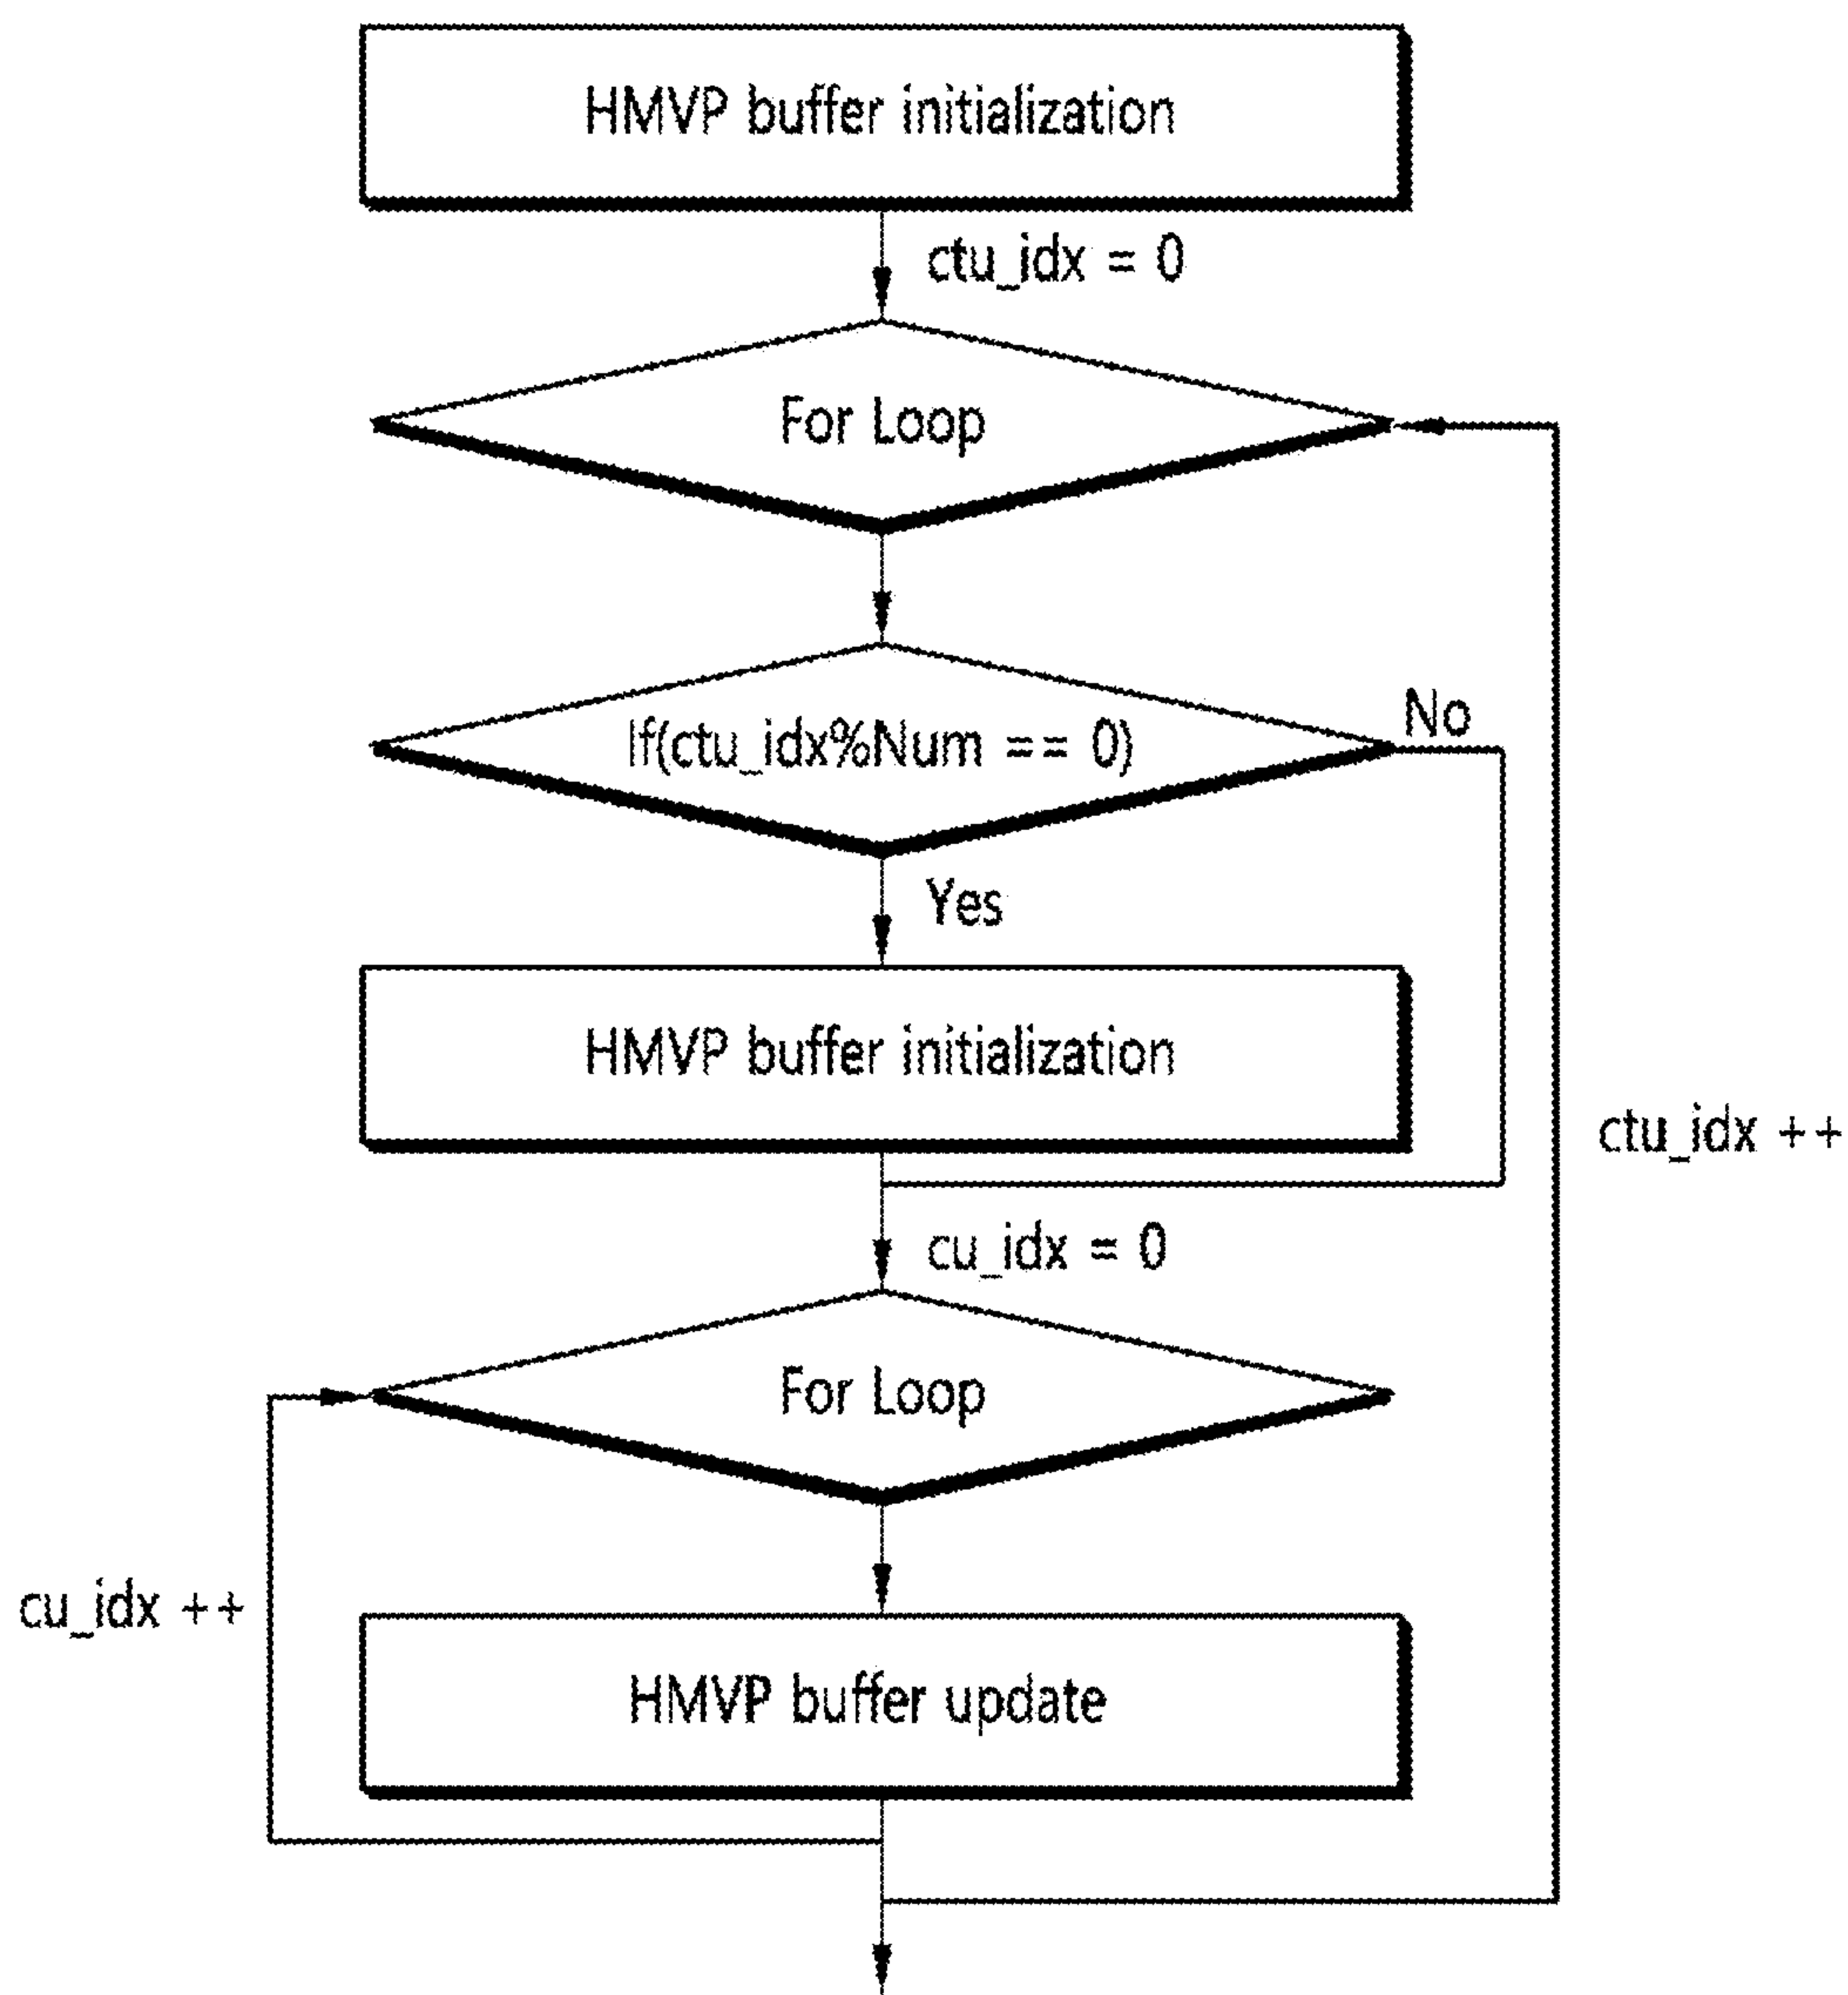 HMVP buffer initialization
ctu_idx = 0
For Loop
If(ctu_idx%Num == 0)
No
Yes
HMVP buffer initialization
ctu_idx ++
cu_idx = 0
For Loop
cu_idx ++
HMVP buffer update